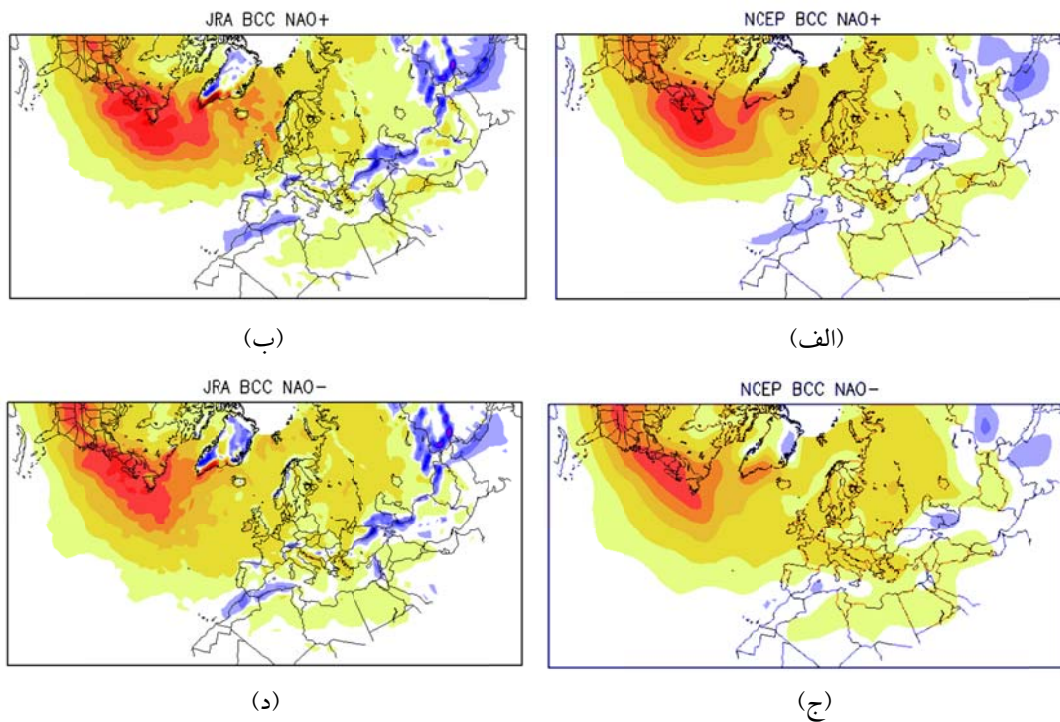 JRA BCC NAO+
NCEP BCC NAO+
(ب)
(الف)
JRA BCC NAO−
NCEP BCC NAO−
(د)
(ج)